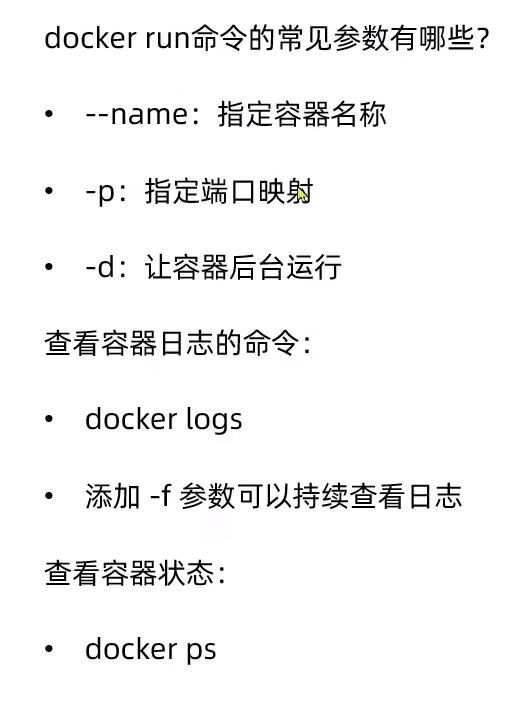 docker run命令的常见参数有哪些？
• --name：指定容器名称
• -p：指定端口映射
• -d：让容器后台运行
查看容器日志的命令：
• docker logs
• 添加 -f 参数可以持续查看日志
查看容器状态：
• docker ps